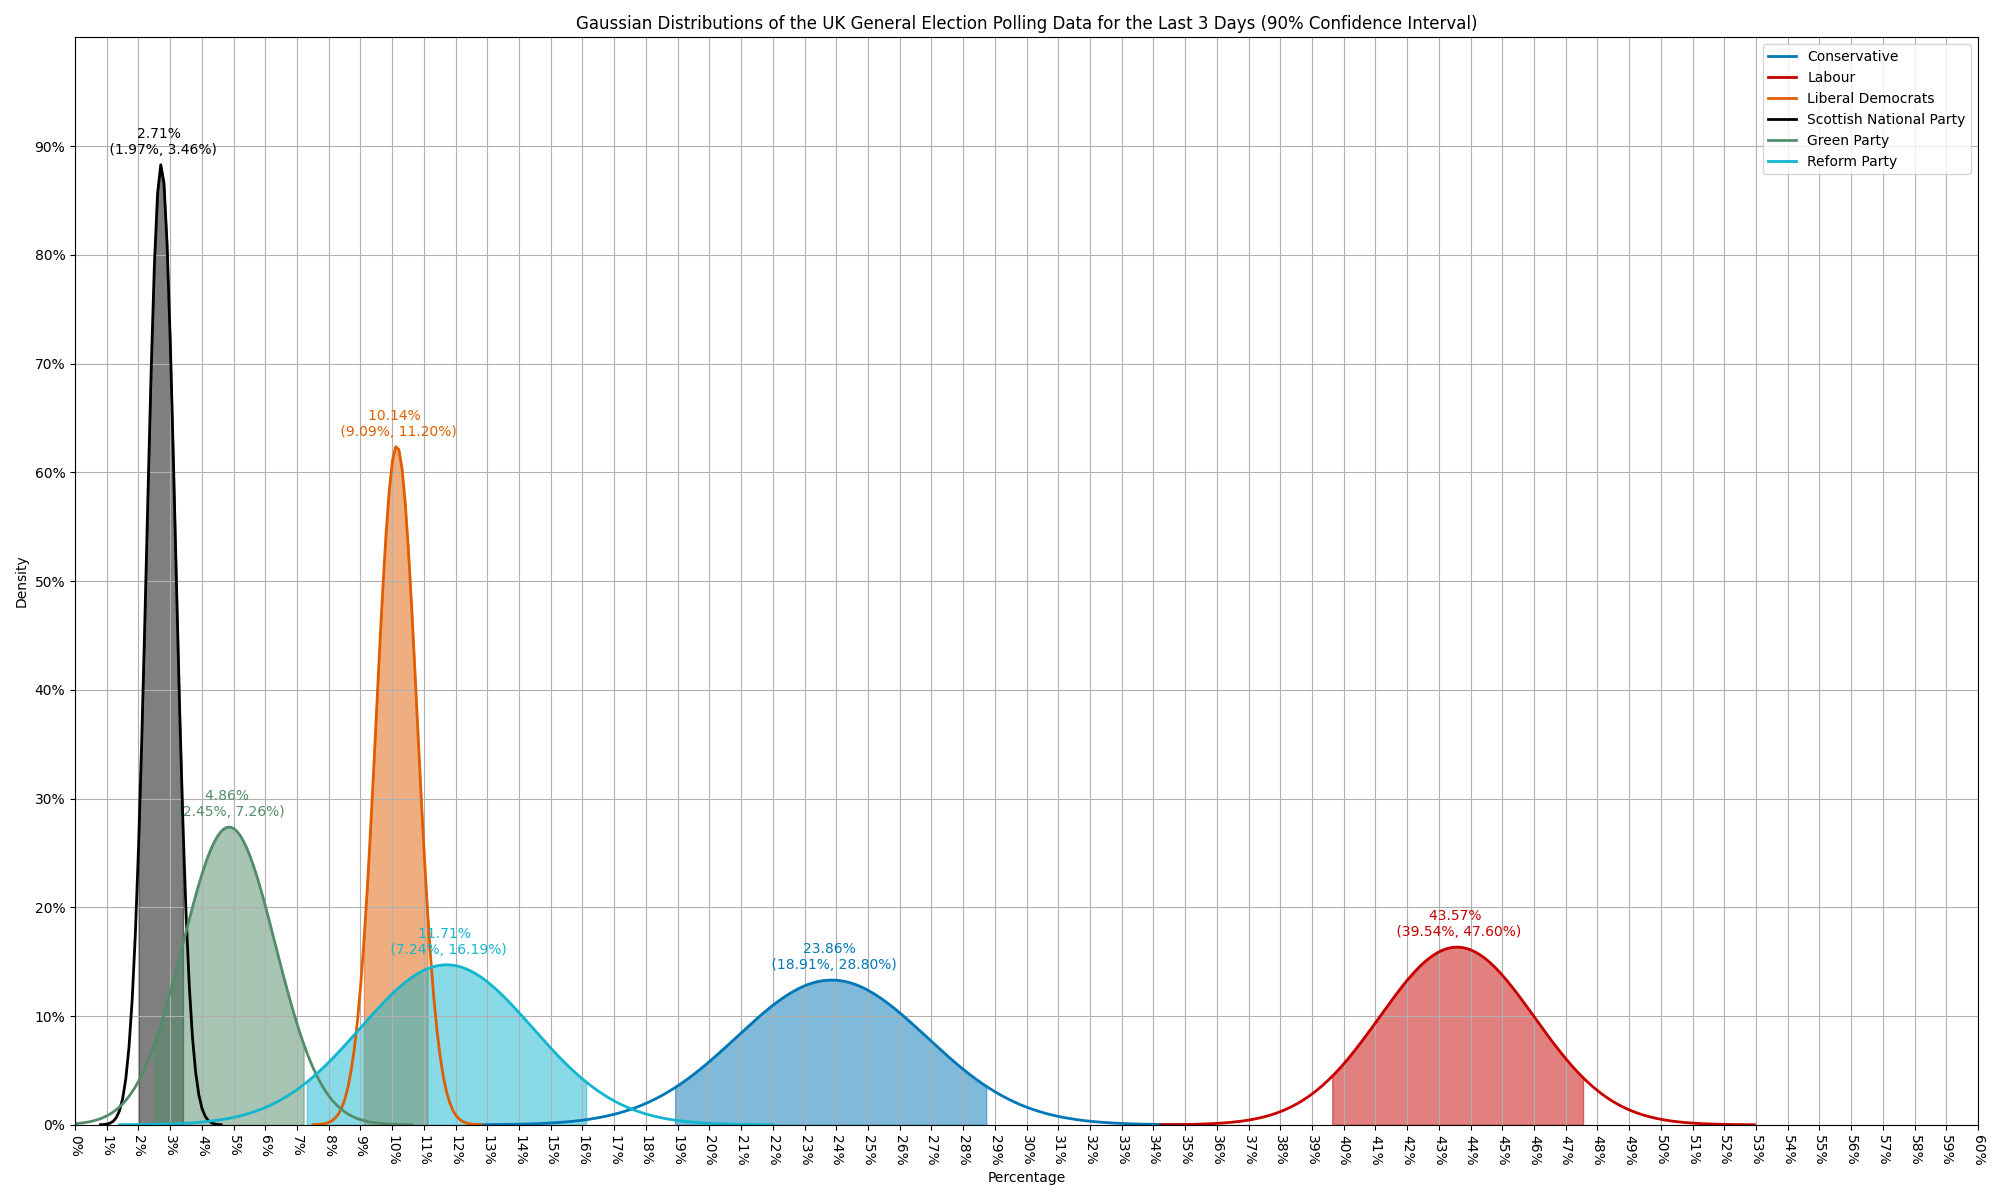 Gaussian Distributions of the UK General Election Polling Data for the Last 3 Days (90% Confidence Interval)
Conservative
Labour
Liberal Democrats
Scottish National Party
Green Party
Reform Party
2.71%
(1.97%, 3.46%)
10.14%
(9.09%, 11.20%)
4.86%
(2.45%, 7.26%)
11.71%
(7.24%, 16.19%)
23.86%
(18.91%, 28.80%)
43.57%
(39.54%, 47.60%)
Density
90%
80%
70%
60%
50%
40%
30%
20%
10%
0%
0% 1% 2% 3% 4% 5% 6% 7% 8% 9% 10% 11% 12% 13% 14% 15% 16% 17% 18% 19% 20% 21% 22% 23% 24% 25% 26% 27% 28% 29% 30% 31% 32% 33% 34% 35% 36% 37% 38% 39% 40% 41% 42% 43% 44% 45% 46% 47% 48% 49% 50% 51% 52% 53% 54% 55% 56% 57% 58% 59% 60%
Percentage